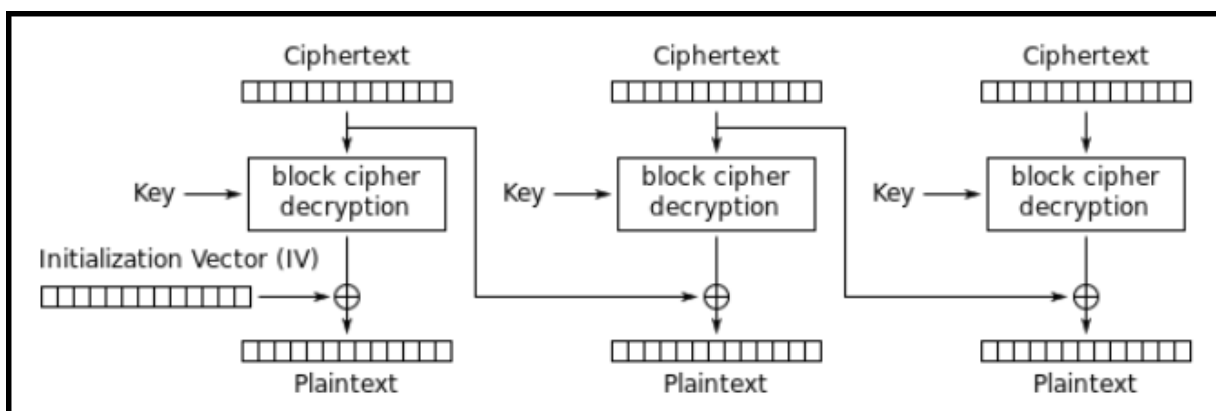 Ciphertext
Ciphertext
Ciphertext
Key
block cipher
decryption
Key
block cipher
decryption
Key
block cipher
decryption
Initialization Vector (IV)
Plaintext
Plaintext
Plaintext